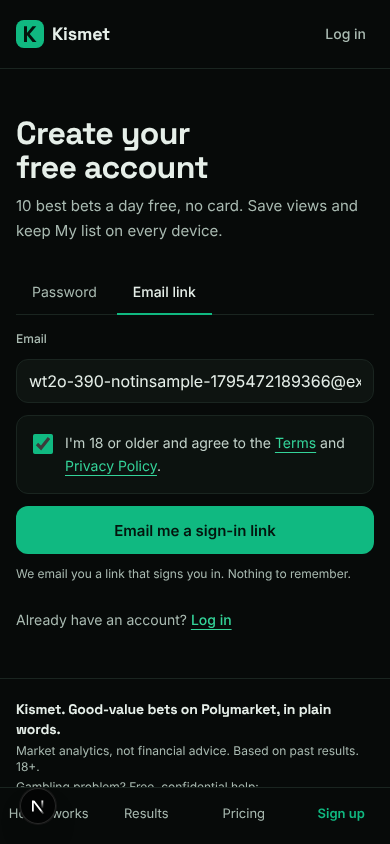 Kismet
Log in
Create your
free account
10 best bets a day free, no card. Save views and
keep My list on every device.
Password
Email link
Email
wt2o-390-notinsample-1795472189366@ex
I'm 18 or older and agree to the Terms and
Privacy Policy.
Email me a sign-in link
We email you a link that signs you in. Nothing to remember.
Already have an account? Log in
Kismet. Good-value bets on Polymarket, in plain
words.
Market analytics, not financial advice. Based on past results.
18+.
Gambling problem? Free, confidential help:
works
Results
Pricing
Sign up